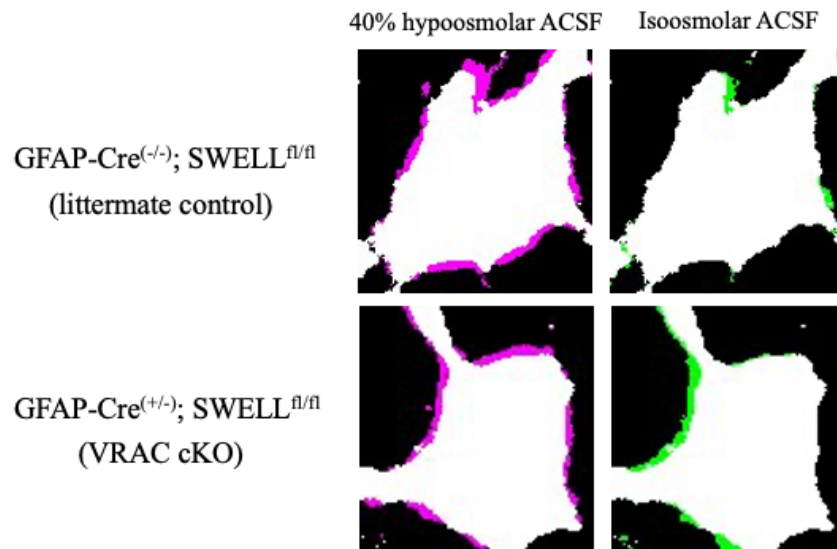 40% hypoosmolar ACSF
Isoosmolar ACSF
GFAP-Cre(-/-); SWELLfl/fl
(littermate control)
GFAP-Cre(+/-); SWELLfl/fl
(VRAC cKO)